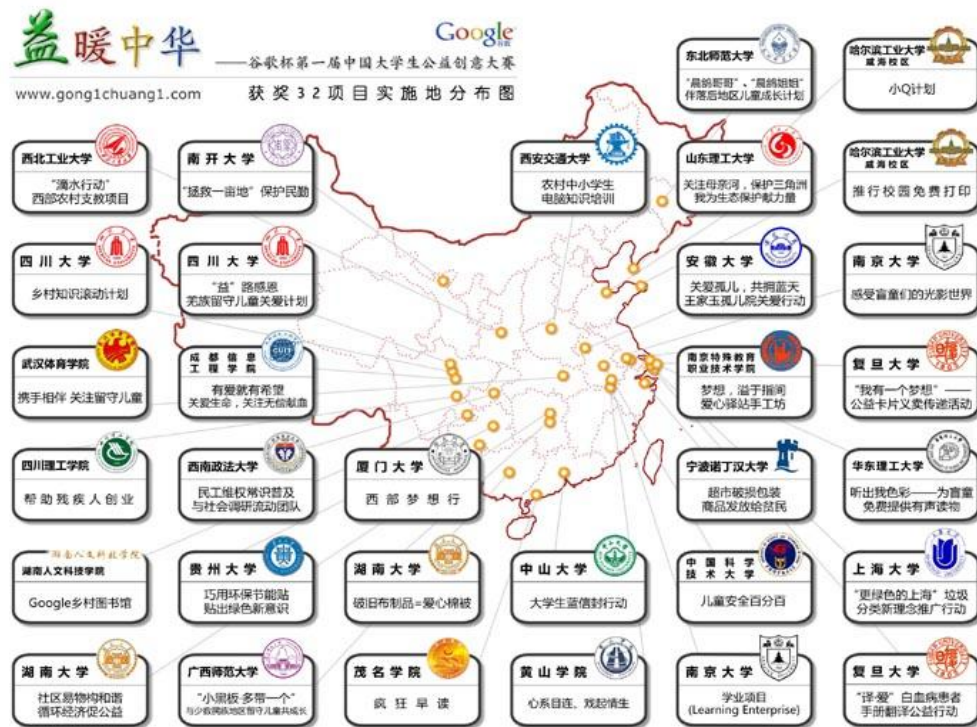 益暖中华
Google
谷歌
——谷歌杯第一届中国大学生公益创意大赛
www.gong1chuang1.com
获奖32项目实施地分布图
东北师范大学
“晨鸽哥哥”、“晨鸽姐姐”
伴落后地区儿童成长计划
哈尔滨工业大学
威海校区
小Q计划
西北工业大学
“滴水行动”
西部农村支教项目
南开大学
“拯救一亩地”保护民勤
西安交通大学
农村中小学生
电脑知识培训
山东理工大学
关注母亲河，保护三角洲
我为生态保护献力量
哈尔滨工业大学
威海校区
推行校园免费打印
四川大学
乡村知识滚动计划
四川大学
“益”路感恩
羌族留守儿童关爱计划
安徽大学
关爱孤儿，共拥蓝天
王家玉孤儿院关爱行动
南京大学
感受盲童们的光影世界
武汉体育学院
携手相伴 关注留守儿童
成都信息
工程学院
有爱就有希望
关爱生命，关注无偿献血
南京特殊教育
职业技术学院
梦想，溢于指间
爱心驿站手工坊
复旦大学
“我有一个梦想”——
公益卡片义卖传递活动
四川理工学院
帮助残疾人创业
西南政法大学
民工维权常识普及
与社会调研流动团队
厦门大学
西部梦想行
宁波诺丁汉大学
超市破损包装
商品发放给贫民
华东理工大学
听出我色彩——为盲童
免费提供有声读物
湖南人文科技学院
湖南人文科技学院
Google乡村图书馆
贵州大学
巧用环保节能贴
贴出绿色新意识
湖南大学
破旧布制品=爱心棉被
中山大学
大学生蓝信封行动
中国科学
技术大学
儿童安全百分百
上海大学
“更绿色的上海”垃圾
分类新理念推广行动
湖南大学
社区易物构和谐
循环经济促公益
广西师范大学
“小黑板·多带一个”
与少数民族地区留守儿童共成长
茂名学院
疯狂早读
黄山学院
心系目连、戏起情生
南京大学
学业项目
(Learning Enterprise)
复旦大学
“译·爱”白血病患者
手册翻译公益行动